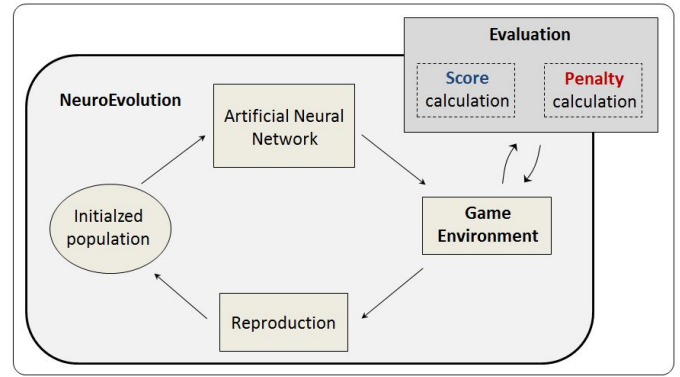 Evaluation
Score
calculation
Penalty
calculation
NeuroEvolution
Artificial Neural
Network
Initialzed
population
Game
Environment
Reproduction